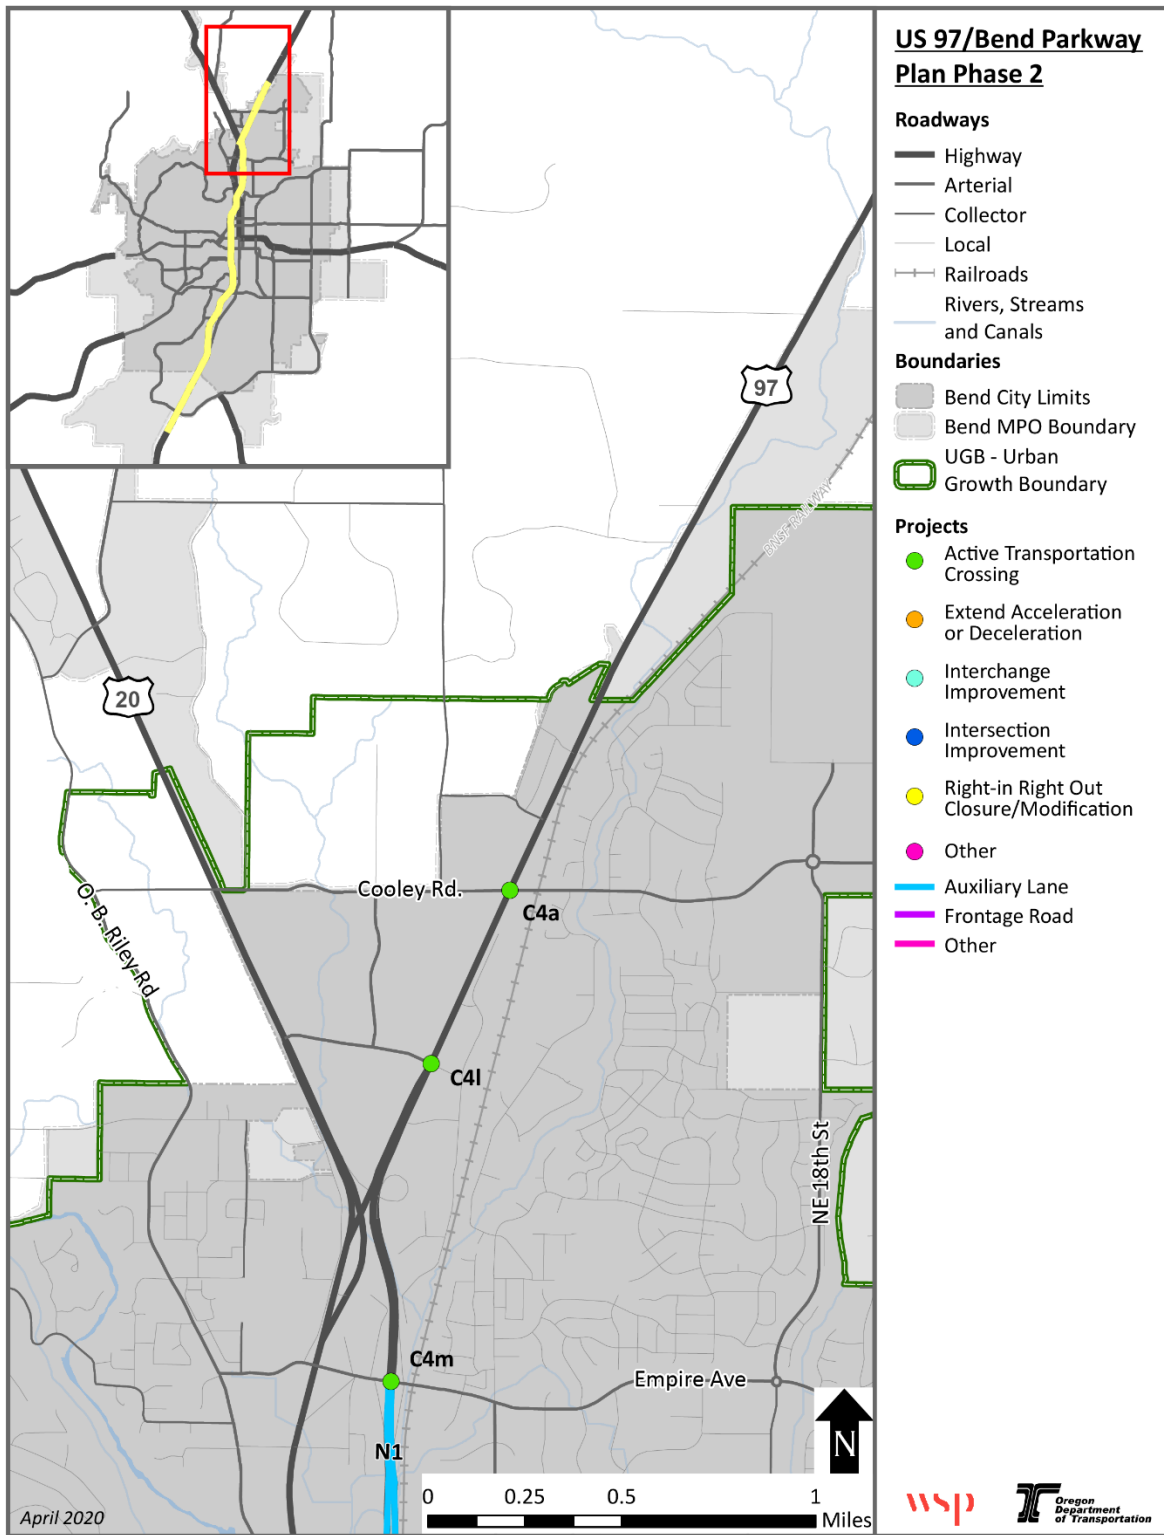 US 97/Bend Parkway
Plan Phase 2
Roadways
Highway
Arterial
Collector
Local
Railroads
Rivers, Streams
and Canals
Boundaries
Bend City Limits
Bend MPO Boundary
UGB - Urban
Growth Boundary
Projects
Active Transportation
Crossing
Extend Acceleration
or Deceleration
Interchange
Improvement
Intersection
Improvement
Right-in Right Out
Closure/Modification
Other
Auxiliary Lane
Frontage Road
Other
97
BNSF RAILWAY
20
Cooley Rd.
C4a
O. B. Riley Rd
C4l
NE 18th St
C4m
Empire Ave
N1
N
0 0.25 0.5 1
Miles
April 2020
wsp
Oregon
Department
of Transportation